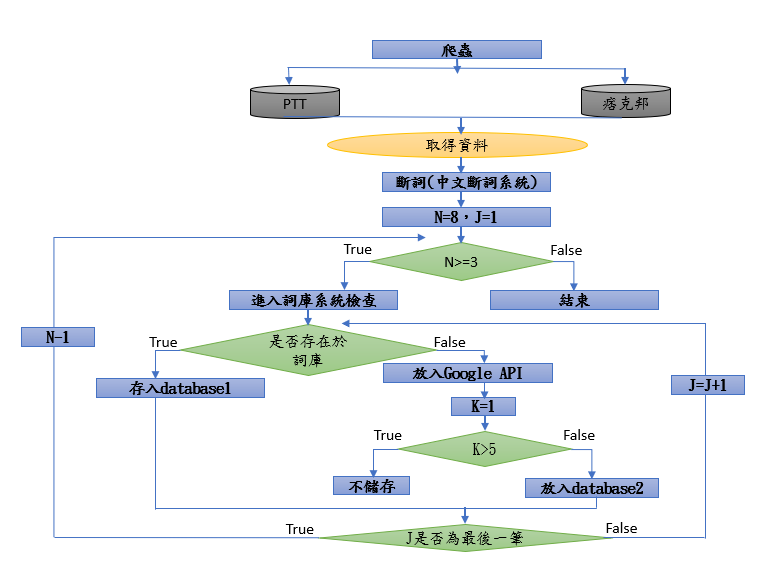 爬蟲
PTT
痞克邦
取得資料
斷詞(中文斷詞系統)
N=8，J=1
True
False
N>=3
進入詞庫系統檢查
結束
N-1
True
False
是否存在於
詞庫
放入Google API
J=J+1
存入database1
K=1
True
False
K>5
不儲存
放入database2
True
False
J是否為最後一筆